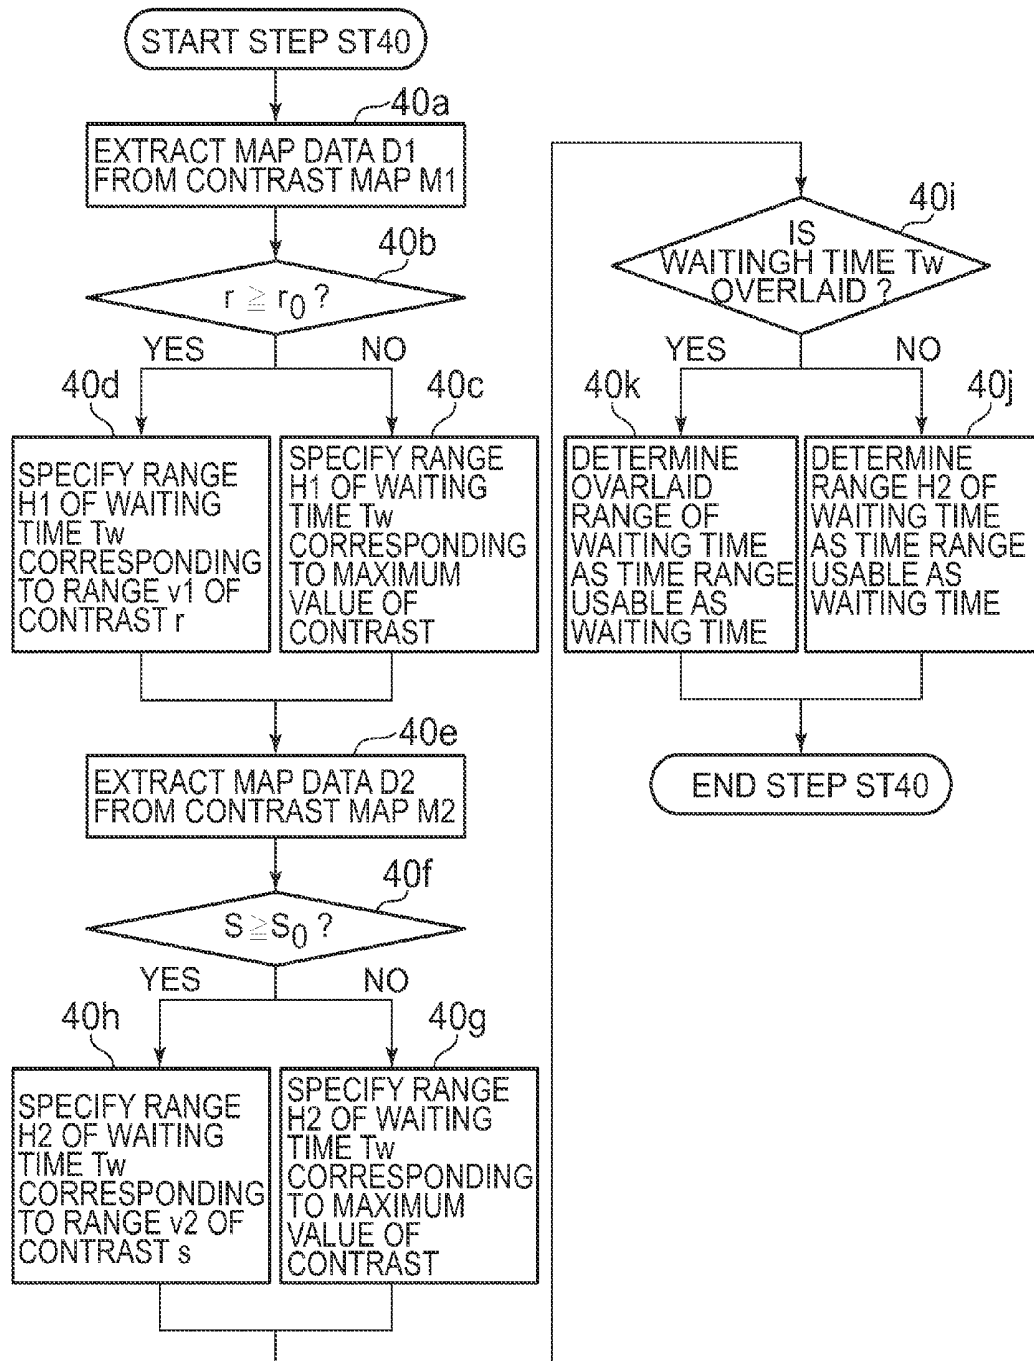 START STEP ST40
40a
EXTRACT MAP DATA D1
FROM CONTRAST MAP M1
40b
r ≧ r0 ?
YES
NO
40d
SPECIFY RANGE
H1 OF WAITING
TIME Tw
CORRESPONDING
TO RANGE v1 OF
CONTRAST r
40c
SPECIFY RANGE
H1 OF WAITING
TIME Tw
CORRESPONDING
TO MAXIMUM
VALUE OF
CONTRAST
40e
EXTRACT MAP DATA D2
FROM CONTRAST MAP M2
40f
S ≧ S0 ?
YES
NO
40h
SPECIFY RANGE
H2 OF WAITING
TIME Tw
CORRESPONDING
TO RANGE v2 OF
CONTRAST s
40g
SPECIFY RANGE
H2 OF WAITING
TIME Tw
CORRESPONDING
TO MAXIMUM
VALUE OF
CONTRAST
40i
IS
WAITINGH TIME Tw
OVERLAID ?
YES
NO
40k
DETERMINE
OVARLAID
RANGE OF
WAITING TIME
AS TIME RANGE
USABLE AS
WAITING TIME
40j
DETERMINE
RANGE H2 OF
WAITING TIME
AS TIME RANGE
USABLE AS
WAITING TIME
END STEP ST40